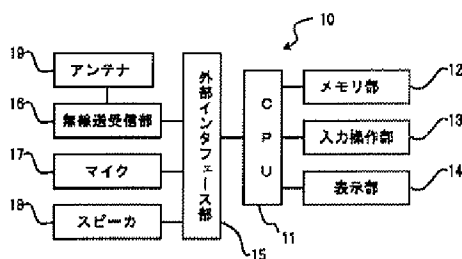 10
19
アンテナ
16
無線送受信部
17
マイク
18
スピーカ
外部インタフェース部
15
CPU
11
メモリ部
12
入力操作部
13
表示部
14